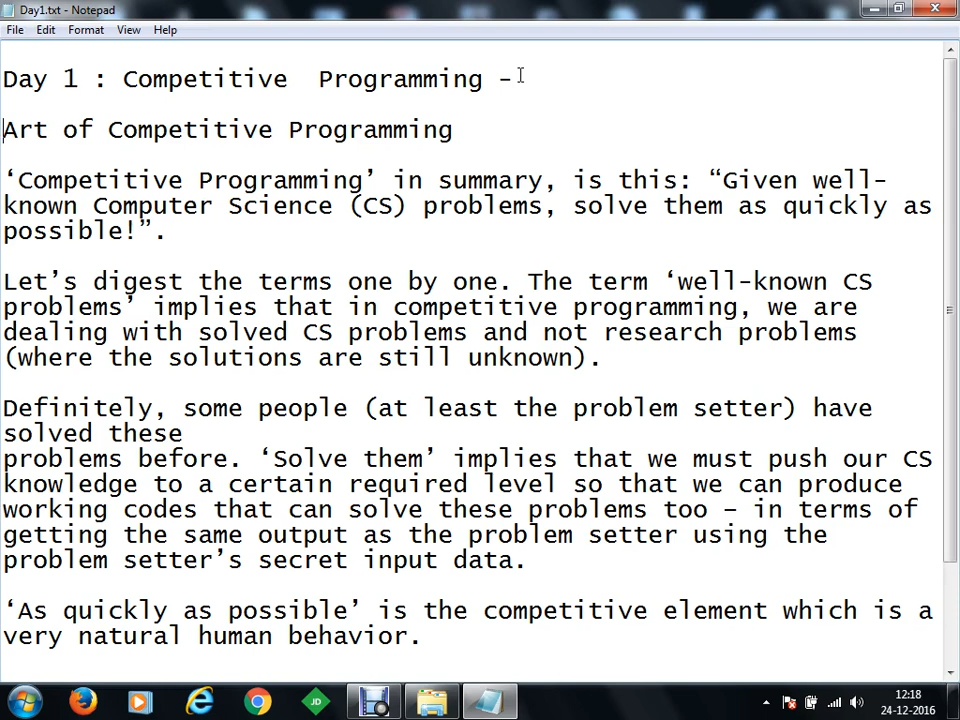 Day1.txt - Notepad
File Edit Format View Help
Day 1 : Competitive  Programming -
Art of Competitive Programming
‘Competitive Programming’ in summary, is this: “Given well-
known Computer Science (CS) problems, solve them as quickly as
possible!”.
Let’s digest the terms one by one. The term ‘well-known CS
problems’ implies that in competitive programming, we are
dealing with solved CS problems and not research problems
(where the solutions are still unknown).
Definitely, some people (at least the problem setter) have
solved these
problems before. ‘Solve them’ implies that we must push our CS
knowledge to a certain required level so that we can produce
working codes that can solve these problems too – in terms of
getting the same output as the problem setter using the
problem setter’s secret input data.
‘As quickly as possible’ is the competitive element which is a
very natural human behavior.
JD
12:18
24-12-2016